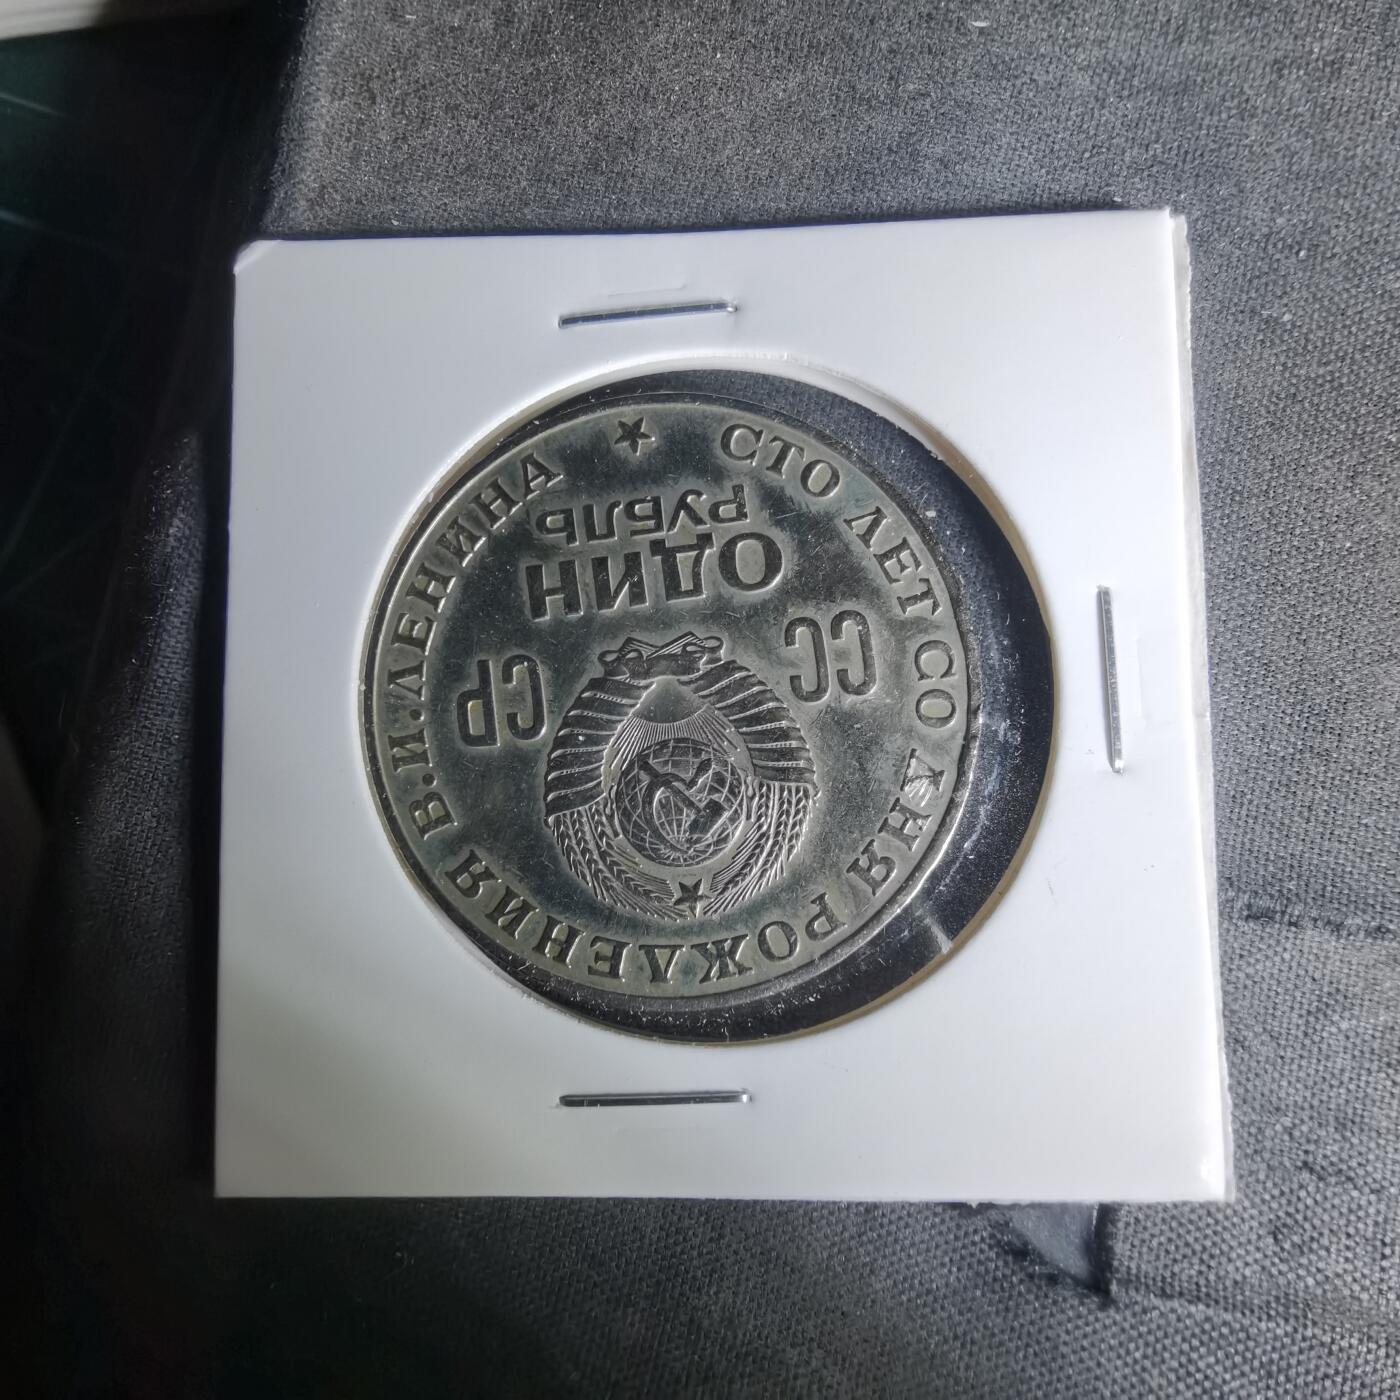 СС СР
ОДИН
РУБЛЬ
СТО ЛЕТ СО ДНЯ РОЖДЕНИЯ В.И.ЛЕНИНА